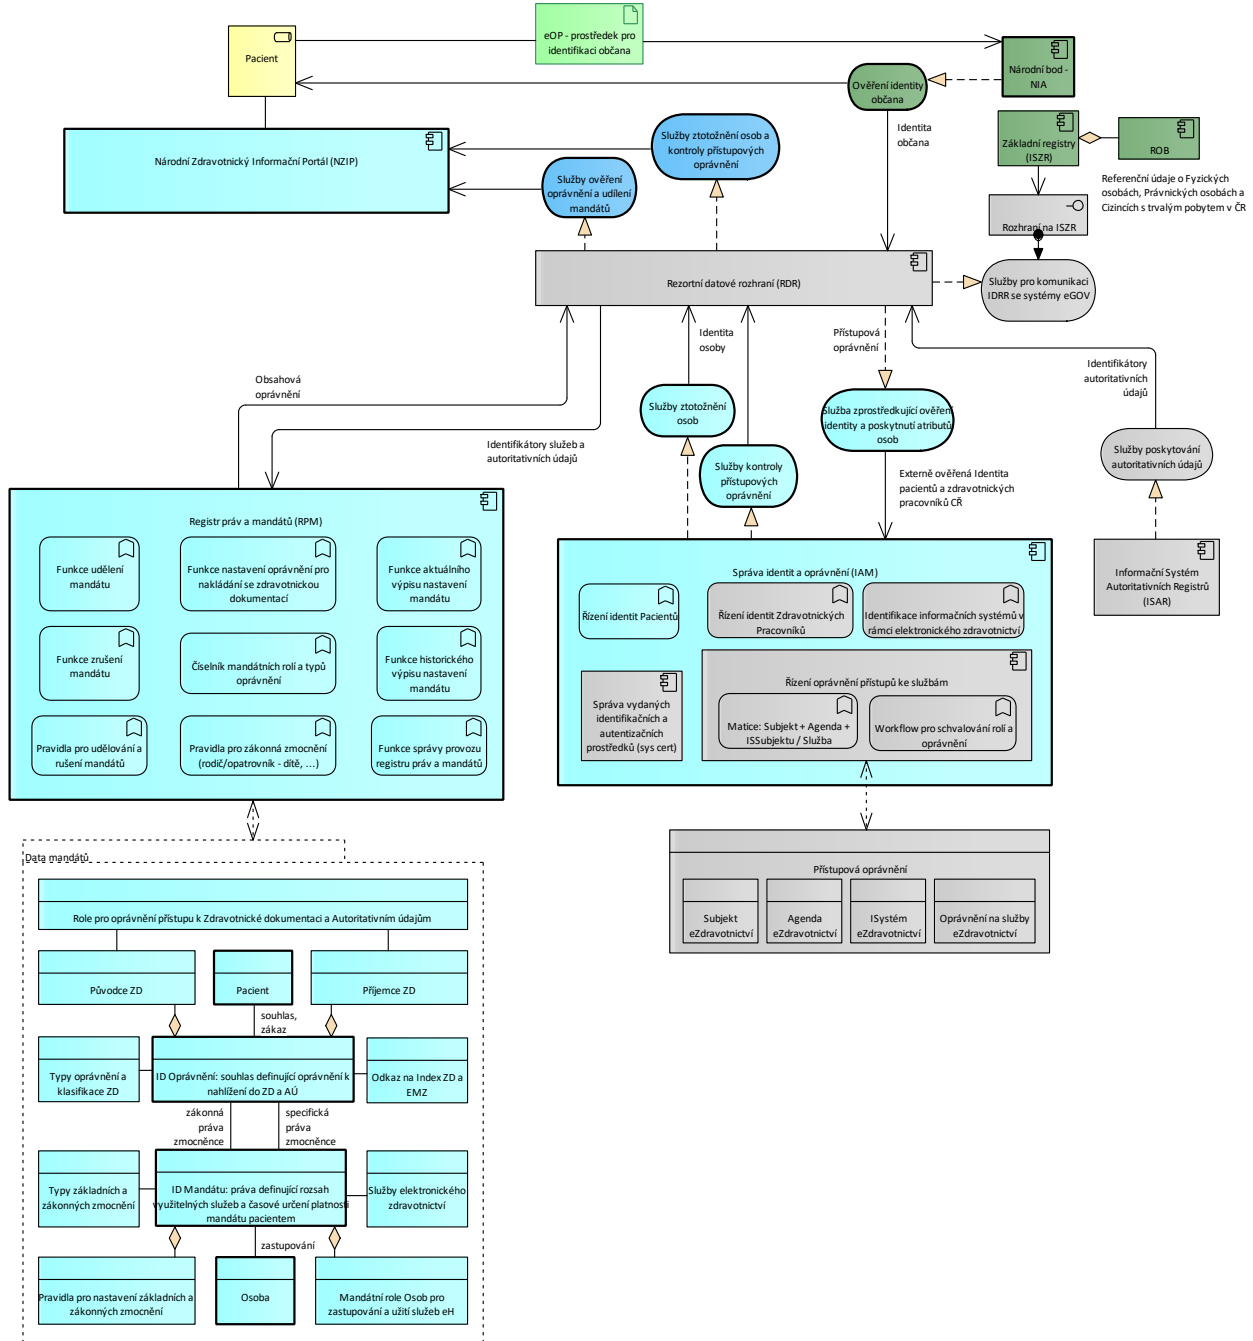 eOP - prostředek pro
identifikaci občana
Pacient
Národní bod -
NIA
Ověření identity
občana
Identita
občana
Základní registry
(ISZR)
ROB
Referenční údaje o Fyzických
osobách, Právnických osobách a
Cizincích s trvalým pobytem v ČR
Služby ztotožnění osob a
kontroly přístupových
oprávnění
Národní Zdravotnický Informační Portál (NZIP)
Služby ověření
oprávnění a udílení
mandátů
Rozhraní na ISZR
Rezortní datové rozhraní (RDR)
Služby pro komunikaci
IDRR se systémy eGOV
Identita
osoby
Přístupová
oprávnění
Identifikátory
autoritativních
údajů
Obsahová
oprávnění
Služby ztotožnění
osob
Služba zprostředkující ověření
identity a poskytnutí atributů
osob
Identifikátory služeb a
autoritativních údajů
Služby kontroly
přístupových
oprávnění
Externě ověřená Identita
pacientů a zdravotnických
pracovníků CŘ
Služby poskytování
autoritativních údajů
Registr práv a mandátů (RPM)
Funkce udělení
mandátu
Funkce nastavení oprávnění pro
nakládání se zdravotnickou
dokumentací
Funkce aktuálního
výpisu nastavení
mandátu
Funkce zrušení
mandátu
Číselník mandátních rolí a typů
oprávnění
Funkce historického
výpisu nastavení
mandátu
Pravidla pro udělování a
rušení mandátů
Pravidla pro zákonná zmocnění
(rodič/opatrovník - dítě, ...)
Funkce správy provozu
registru práv a mandátů
Správa identit a oprávnění (IAM)
Řízení identit Pacientů
Řízení identit Zdravotnických
Pracovníků
Identifikace informačních systémů v
rámci elektronického zdravotnictví
Informační Systém
Autoritativních Registrů
(ISAR)
Správa vydaných
identifikačních a
autentizačních
prostředků (sys cert)
Řízení oprávnění přístupů ke službám
Matice: Subjekt + Agenda +
ISSubjektu / Služba
Workflow pro schvalování rolí a
oprávnění
Přístupová oprávnění
Subjekt
eZdravotnictví
Agenda
eZdravotnictví
ISystém
eZdravotnictví
Oprávnění na služby
eZdravotnictví
Data mandátů
Role pro oprávnění přístupu k Zdravotnické dokumentaci a Autoritativním údajům
Původce ZD
Pacient
Příjemce ZD
souhlas,
zákaz
Typy oprávnění a
klasifikace ZD
ID Oprávnění: souhlas definující oprávnění k
nahlížení do ZD a AÚ
Odkaz na Index ZD a
EMZ
zákonná
práva
zmocněnce
specifická
práva
zmocněnce
Typy základních a
zákonných zmocnění
ID Mandátu: práva definující rozsah
využitelných služeb a časové určení platnosti
mandátu pacientem
Služby elektronického
zdravotnictví
zastupování
Pravidla pro nastavení základních a
zákonných zmocnění
Osoba
Mandátní role Osob pro
zastupování a užití služeb eH